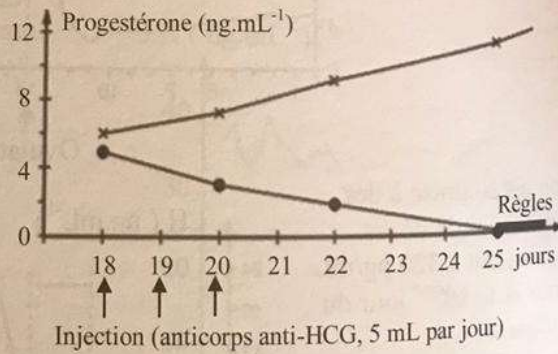 Progestérone (ng.mL⁻¹)
12
8
4
0
Règles
18 19 20 21 22 23 24 25 jours
Injection (anticorps anti-HCG, 5 mL par jour)